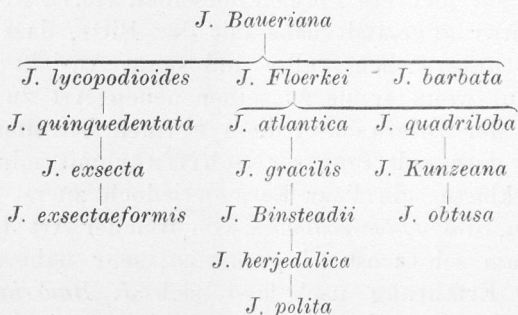 J. Baueriana
J. lycopodioides J. Floerkei J. barbata
J. quinquedentata J. atlantica J. quadriloba
J. exsecta J. gracilis J. Kunzeana
J. exsectaeformis J. Binsteadii J. obtusa
J. herjedalica
J. polita